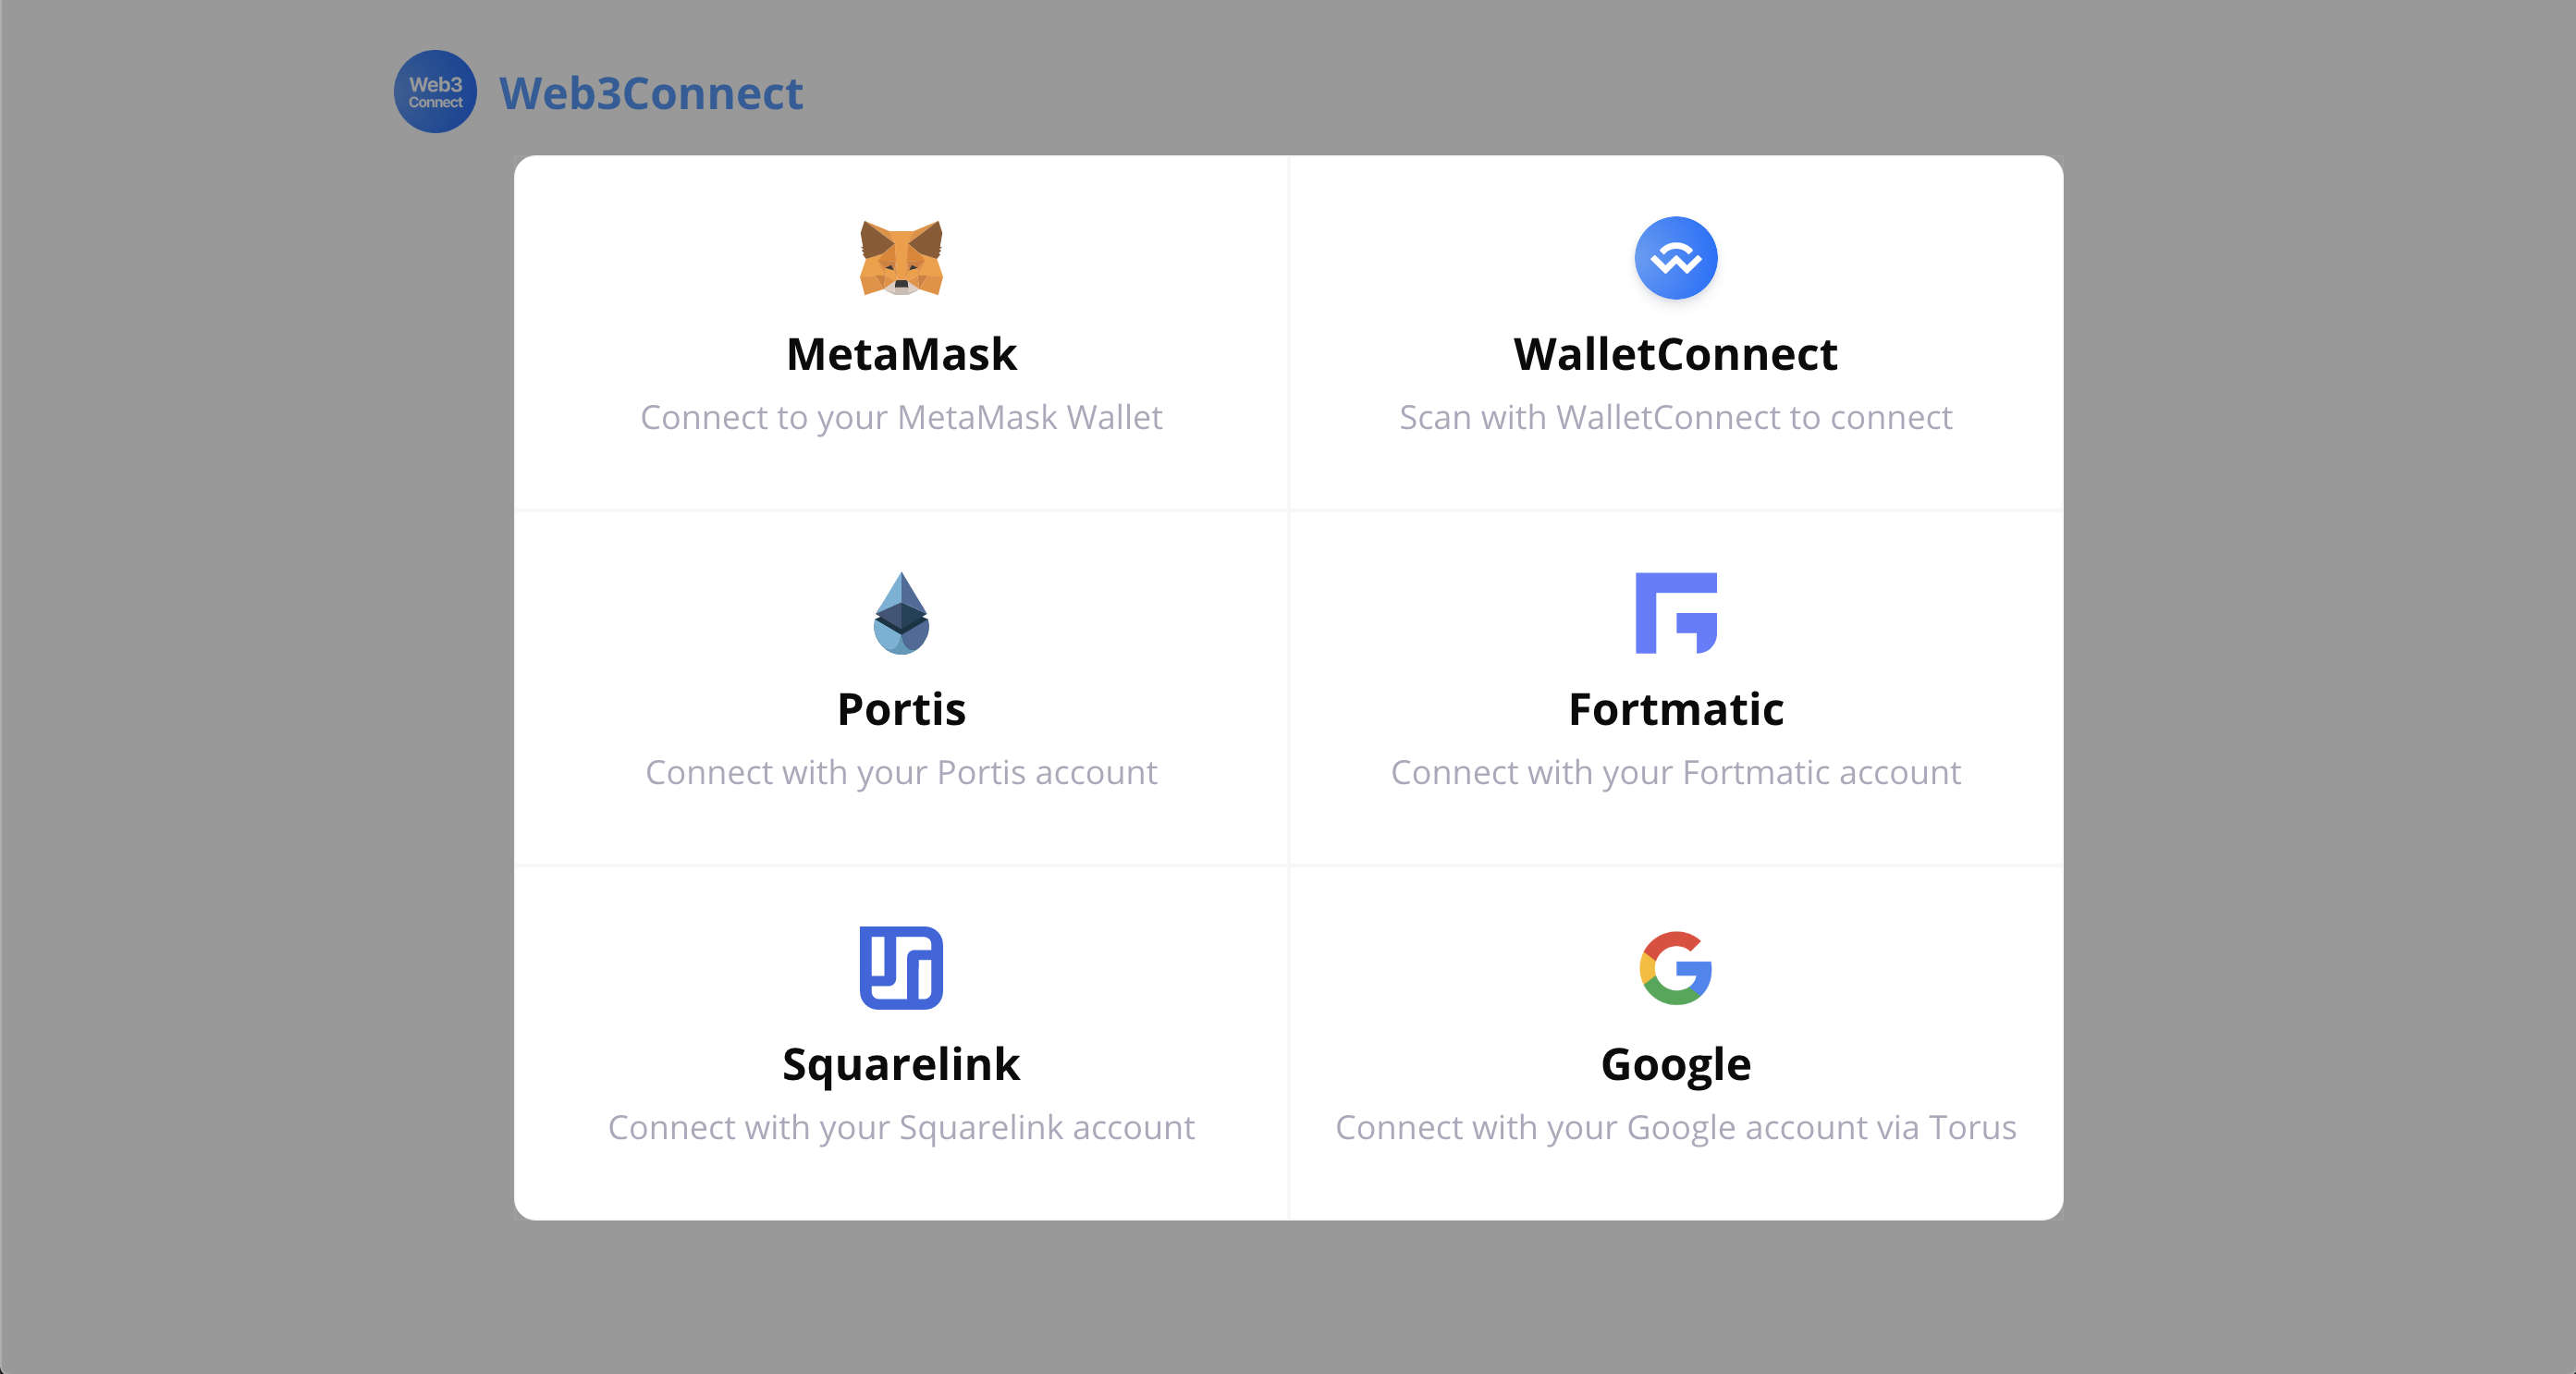 Web3
Connect
Web3Connect
MetaMask
Connect to your MetaMask Wallet
WalletConnect
Scan with WalletConnect to connect
Portis
Connect with your Portis account
Fortmatic
Connect with your Fortmatic account
Squarelink
Connect with your Squarelink account
Google
Connect with your Google account via Torus